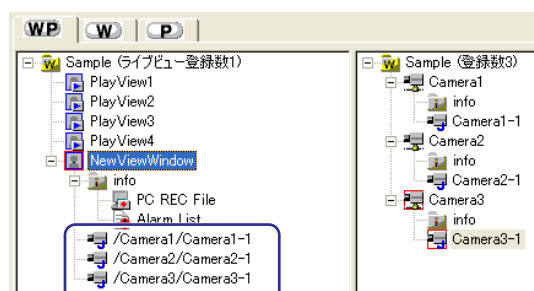 WP W P
Sample (ライブビュー登録数1)
PlayView1
PlayView2
PlayView3
PlayView4
NewViewWindow
info
PC REC File
Alarm List
/Camera1/Camera1-1
/Camera2/Camera2-1
/Camera3/Camera3-1
Sample (登録数3)
Camera1
info
Camera1-1
Camera2
info
Camera2-1
Camera3
info
Camera3-1